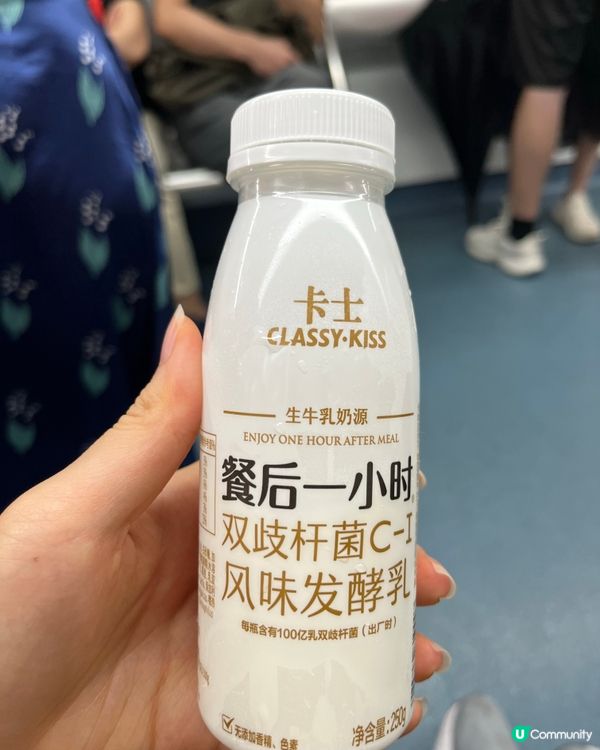 卡士
CLASSY·KISS
生牛乳奶源
ENJOY ONE HOUR AFTER MEAL
餐后一小时
双歧杆菌C-I
风味发酵乳
每瓶含有100亿乳双歧杆菌(出厂时)
无添加香精、色素
净含量:250g
U Community